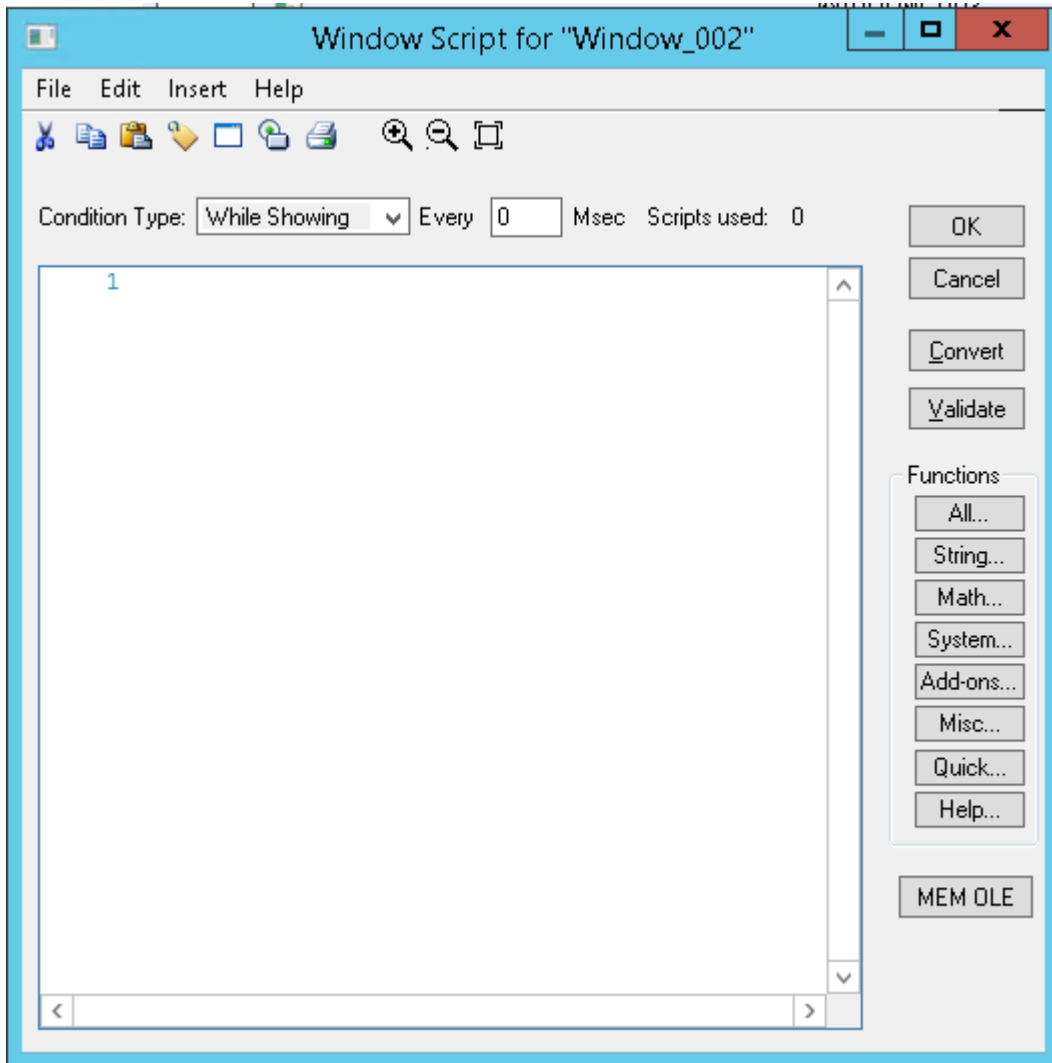 Window Script for "Window_002"
File Edit Insert Help
Condition Type: While Showing Every 0 Msec Scripts used: 0
1
OK
Cancel
Convert
Validate
Functions
All...
String...
Math...
System...
Add-ons...
Misc...
Quick...
Help...
MEM OLE